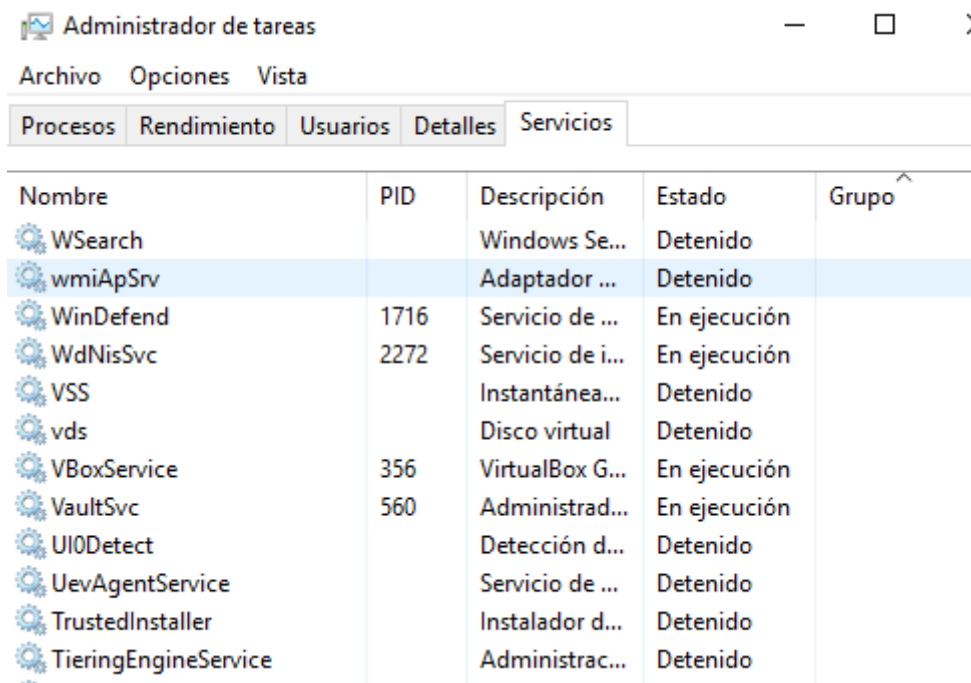 Administrador de tareas
Archivo Opciones Vista
Procesos Rendimiento Usuarios Detalles Servicios
Nombre PID Descripción Estado Grupo
WSearch Windows Se... Detenido
wmiApSrv Adaptador ... Detenido
WinDefend 1716 Servicio de ... En ejecución
WdNisSvc 2272 Servicio de i... En ejecución
VSS Instantánea... Detenido
vds Disco virtual Detenido
VBoxService 356 VirtualBox G... En ejecución
VaultSvc 560 Administrad... En ejecución
UI0Detect Detección d... Detenido
UevAgentService Servicio de ... Detenido
TrustedInstaller Instalador d... Detenido
TieringEngineService Administrac... Detenido